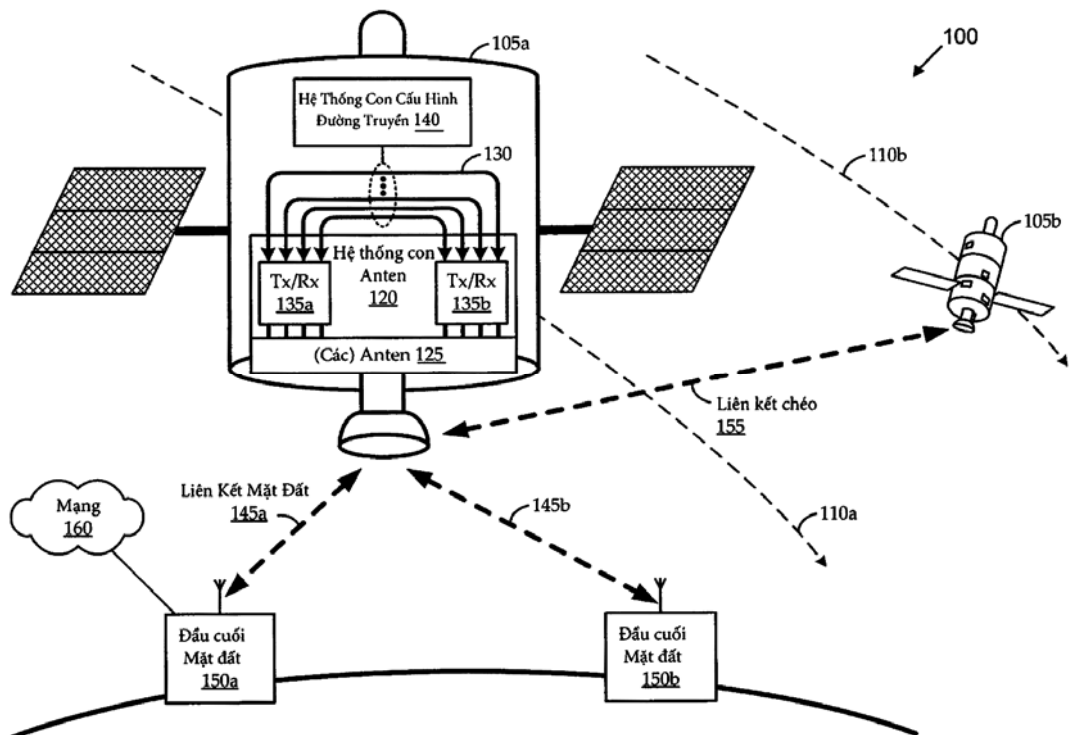 105a
100
Hệ Thống Con Cấu Hình
Đường Truyền 140
130
110b
105b
Hệ thống con
Anten
120
Tx/Rx
135a
Tx/Rx
135b
(Các) Anten 125
Liên kết chéo
155
Liên Kết Mặt Đất
145a
145b
110a
Mạng
160
Đầu cuối
Mặt đất
150a
Đầu cuối
Mặt đất
150b